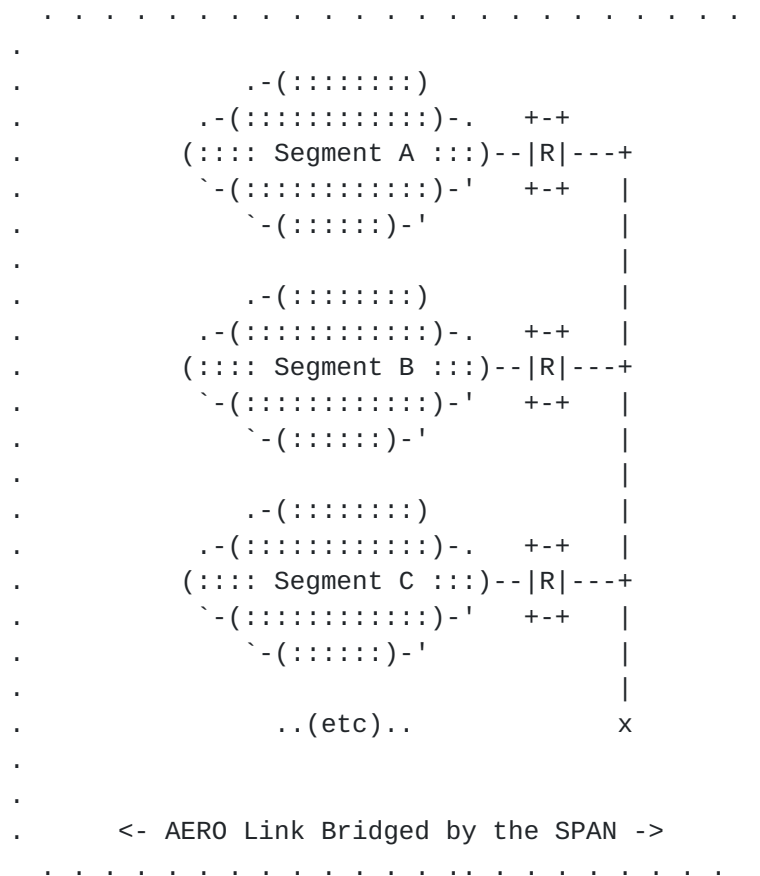 . . . . . . . . . . . . . . . . . . . . . . .
.
.              .-(::::::::)
.           .-(::::::::::::)-.   +-+
.          (:::: Segment A :::)--|R|---+
.           `-(::::::::::::)-'   +-+   |
.              `-(::::::)-'            |
.                                      |
.              .-(::::::::)            |
.           .-(::::::::::::)-.   +-+   |
.          (:::: Segment B :::)--|R|---+
.           `-(::::::::::::)-'   +-+   |
.              `-(::::::)-'            |
.                                      |
.              .-(::::::::)            |
.           .-(::::::::::::)-.   +-+   |
.          (:::: Segment C :::)--|R|---+
.           `-(::::::::::::)-'   +-+   |
.              `-(::::::)-'            |
.                                      |
.                ..(etc)..             x
.
.
.      <- AERO Link Bridged by the SPAN ->
. . . . . . . . . . . . . .. . . . . . . . .